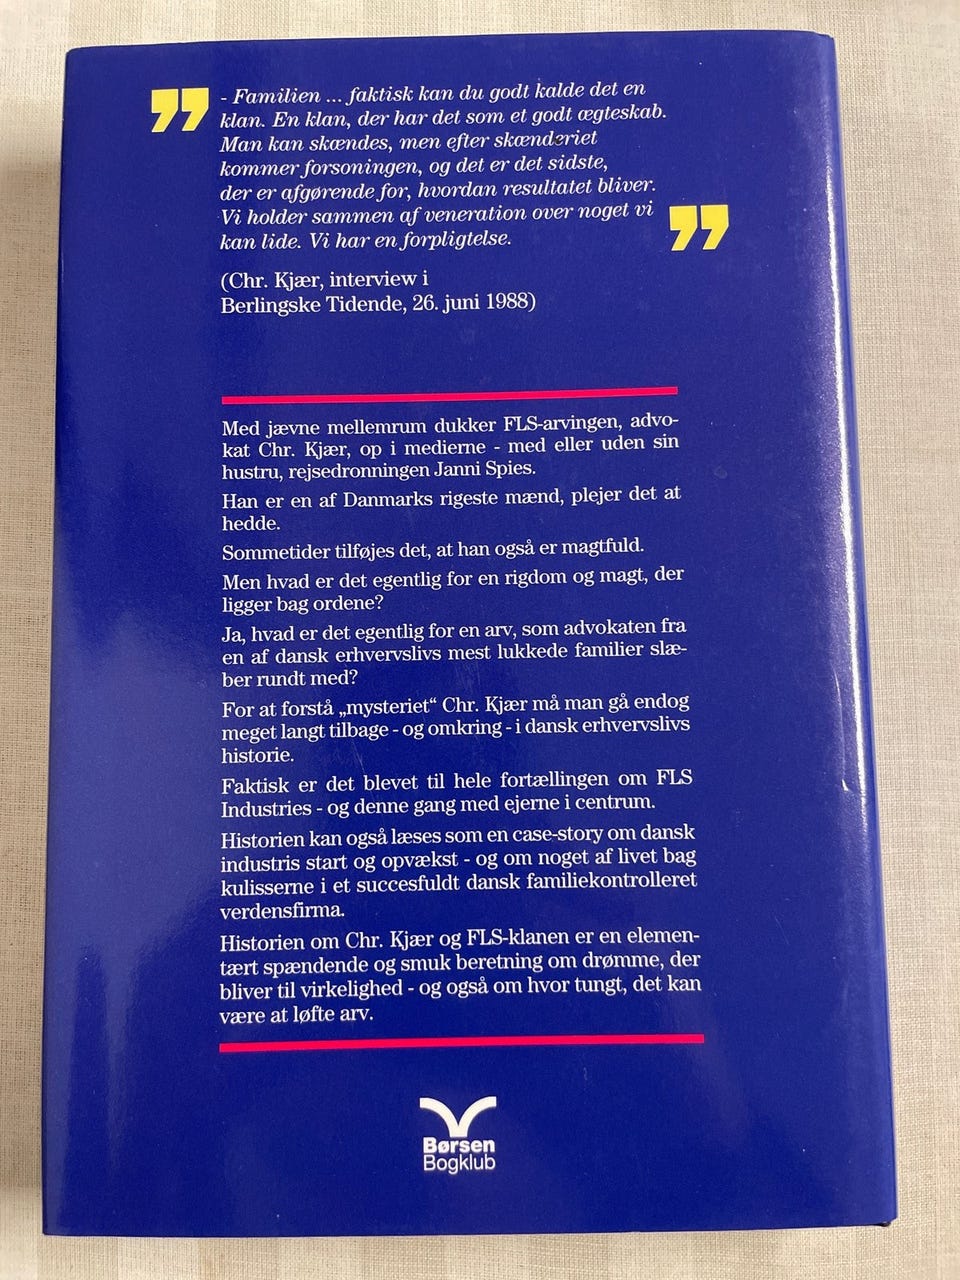 ”
- Familien ... faktisk kan du godt kalde det en
klan. En klan, der har det som et godt ægteskab.
Man kan skændes, men efter skænderiet
kommer forsoningen, og det er det sidste,
der er afgørende for, hvordan resultatet bliver.
Vi holder sammen af veneration over noget vi
kan lide. Vi har en forpligtelse.
”
(Chr. Kjær, interview i
Berlingske Tidende, 26. juni 1988)
Med jævne mellemrum dukker FLS-arvingen, advo-
kat Chr. Kjær, op i medierne - med eller uden sin
hustru, rejsedronningen Janni Spies.
Han er en af Danmarks rigeste mænd, plejer det at
hedde.
Sommetider tilføjes det, at han også er magtfuld.
Men hvad er det egentlig for en rigdom og magt, der
ligger bag ordene?
Ja, hvad er det egentlig for en arv, som advokaten fra
en af dansk erhvervslivs mest lukkede familier slæ-
ber rundt med?
For at forstå „mysteriet“ Chr. Kjær må man gå endog
meget langt tilbage - og omkring - i dansk erhvervslivs
historie.
Faktisk er det blevet til hele fortællingen om FLS
Industries - og denne gang med ejerne i centrum.
Historien kan også læses som en case-story om dansk
industris start og opvækst - og om noget af livet bag
kulisserne i et succesfuldt dansk familiekontrolleret
verdensfirma.
Historien om Chr. Kjær og FLS-klanen er en elemen-
tært spændende og smuk beretning om drømme, der
bliver til virkelighed - og også om hvor tungt, det kan
være at løfte arv.
Børsen
Bogklub